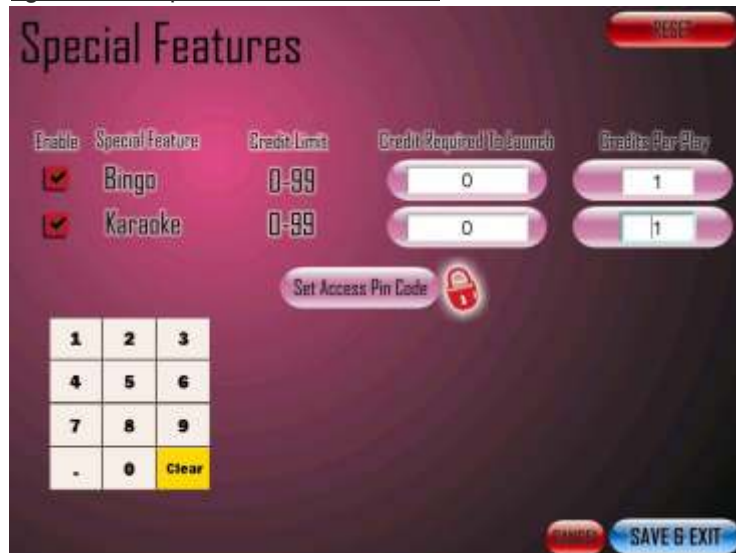 Special Features
RESET
Enable Special Feature Credit Limit Credit Required To Launch Credits Per Play
Bingo 0-99 0 1
Karaoke 0-99 0 1
Set Access Pin Code
1 2 3
4 5 6
7 8 9
. 0 Clear
CANCEL SAVE & EXIT